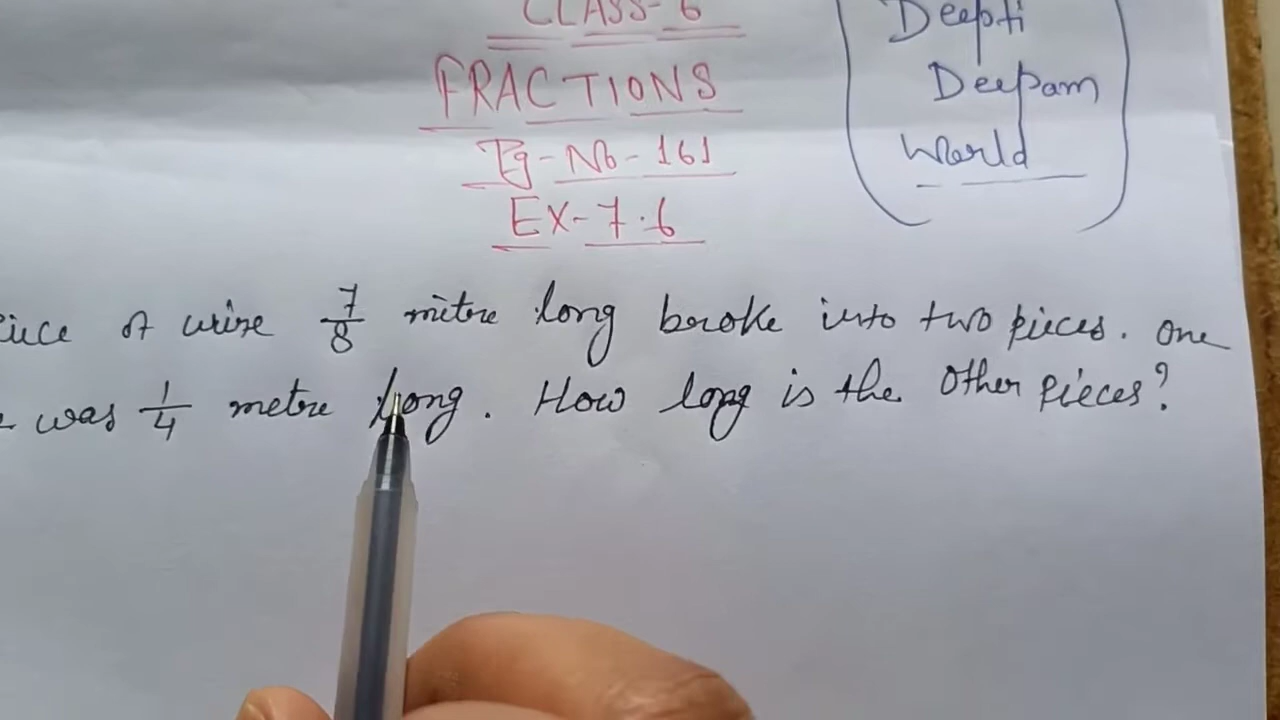 CLASS-6
FRACTIONS
Pg-No-161
EX-7.6
Deepti
Deepam
World
of wire 7/8 metre long broke into two pieces. One
was 1/4 metre long. How long is the other pieces?